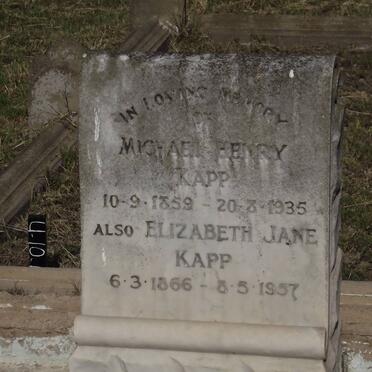 IN LOVING MEMORY
OF
MICHAEL HENRY
KAPP
10-9-1859 - 20-8-1935
ALSO ELIZABETH JANE
KAPP
6·3·1866 - 8·5·1957